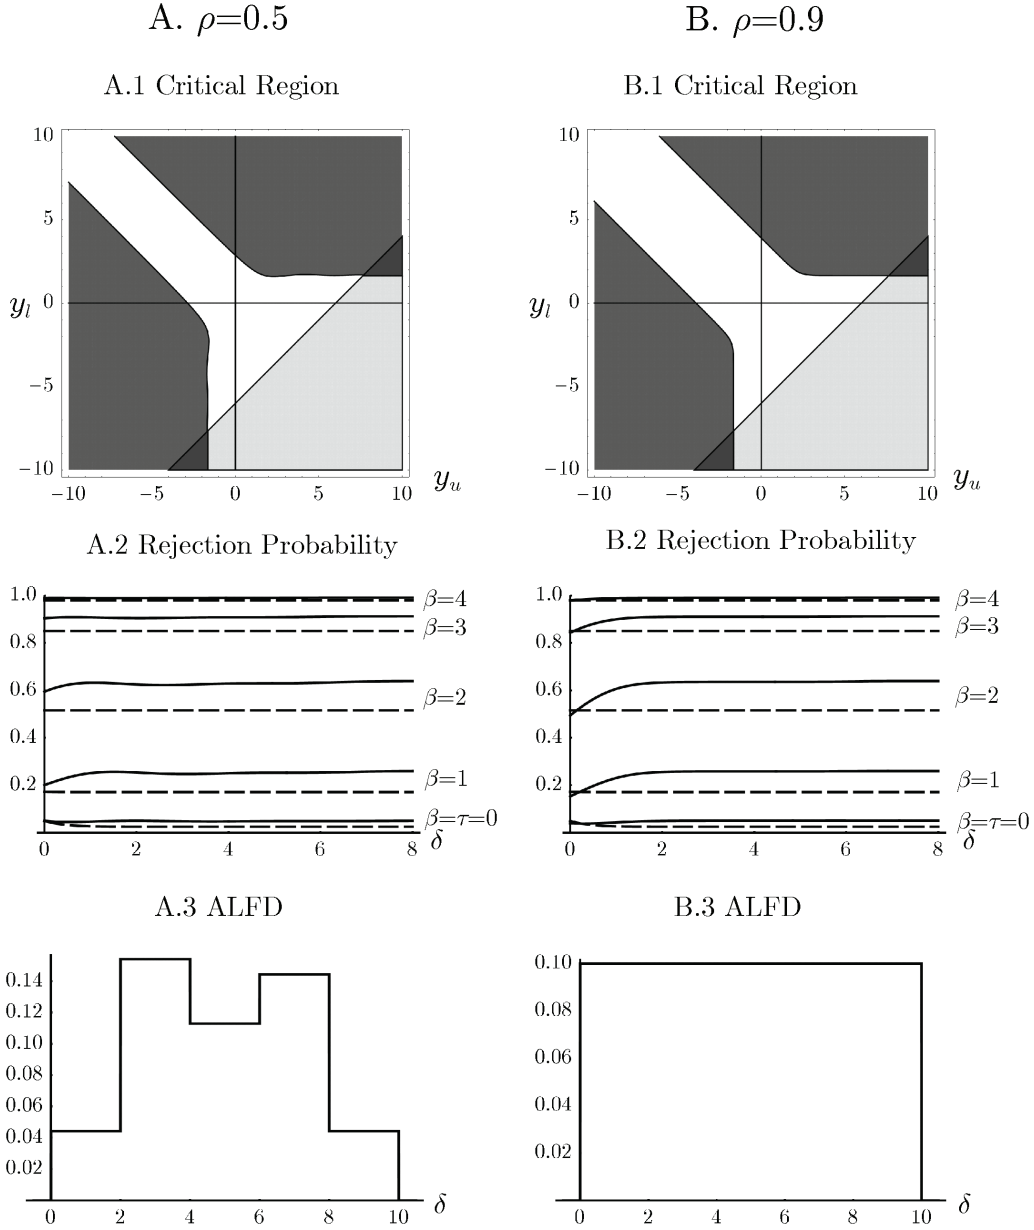 A. ρ=0.5
B. ρ=0.9
A.1 Critical Region
B.1 Critical Region
10
5
y_l 0
−5
−10
−10 −5 0 5 10
y_u
10
5
y_l 0
−5
−10
−10 −5 0 5 10
y_u
A.2 Rejection Probability
B.2 Rejection Probability
1.0
0.8
0.6
0.4
0.2
β=4
β=3
β=2
β=1
β=τ=0
0 2 4 6 8 δ
1.0
0.8
0.6
0.4
0.2
β=4
β=3
β=2
β=1
β=τ=0
0 2 4 6 8 δ
A.3 ALFD
B.3 ALFD
0.14
0.12
0.10
0.08
0.06
0.04
0.02
0 2 4 6 8 10 δ
0.10
0.08
0.06
0.04
0.02
0 2 4 6 8 10 δ